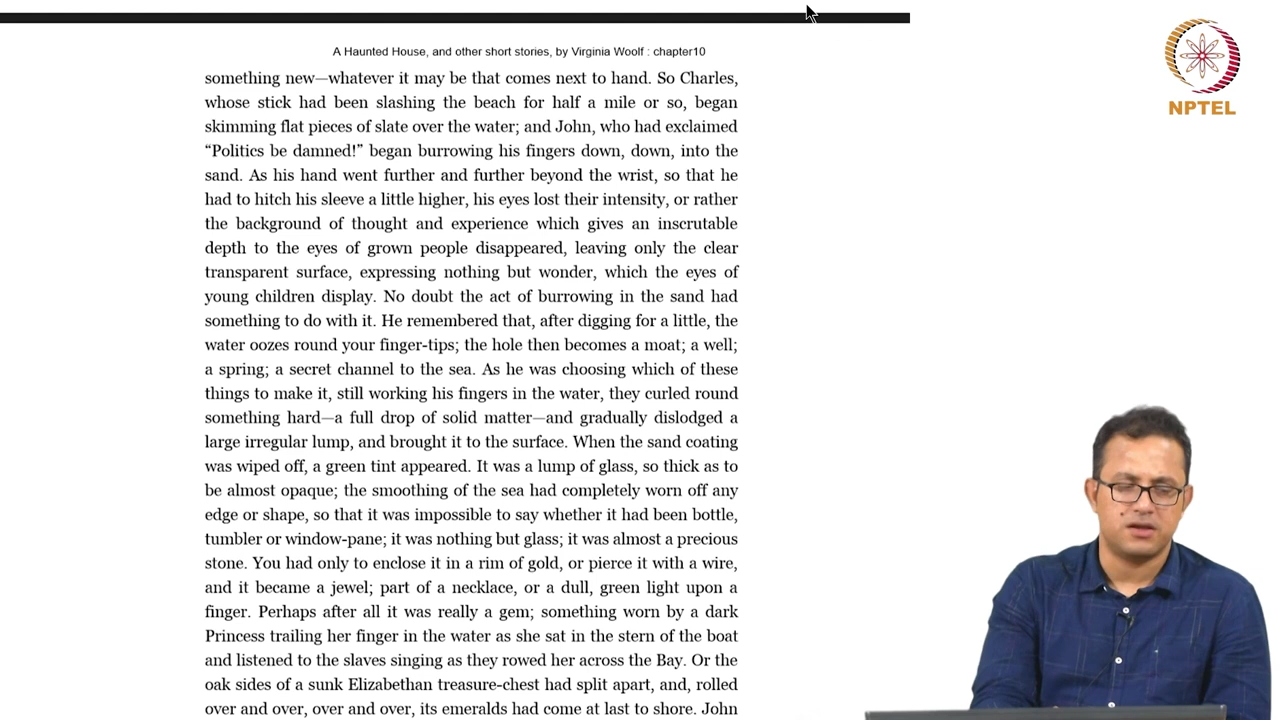 A Haunted House, and other short stories, by Virginia Woolf : chapter10
NPTEL
something new—whatever it may be that comes next to hand. So Charles,
whose stick had been slashing the beach for half a mile or so, began
skimming flat pieces of slate over the water; and John, who had exclaimed
“Politics be damned!” began burrowing his fingers down, down, into the
sand. As his hand went further and further beyond the wrist, so that he
had to hitch his sleeve a little higher, his eyes lost their intensity, or rather
the background of thought and experience which gives an inscrutable
depth to the eyes of grown people disappeared, leaving only the clear
transparent surface, expressing nothing but wonder, which the eyes of
young children display. No doubt the act of burrowing in the sand had
something to do with it. He remembered that, after digging for a little, the
water oozes round your finger-tips; the hole then becomes a moat; a well;
a spring; a secret channel to the sea. As he was choosing which of these
things to make it, still working his fingers in the water, they curled round
something hard—a full drop of solid matter—and gradually dislodged a
large irregular lump, and brought it to the surface. When the sand coating
was wiped off, a green tint appeared. It was a lump of glass, so thick as to
be almost opaque; the smoothing of the sea had completely worn off any
edge or shape, so that it was impossible to say whether it had been bottle,
tumbler or window-pane; it was nothing but glass; it was almost a precious
stone. You had only to enclose it in a rim of gold, or pierce it with a wire,
and it became a jewel; part of a necklace, or a dull, green light upon a
finger. Perhaps after all it was really a gem; something worn by a dark
Princess trailing her finger in the water as she sat in the stern of the boat
and listened to the slaves singing as they rowed her across the Bay. Or the
oak sides of a sunk Elizabethan treasure-chest had split apart, and, rolled
over and over, over and over, its emeralds had come at last to shore. John